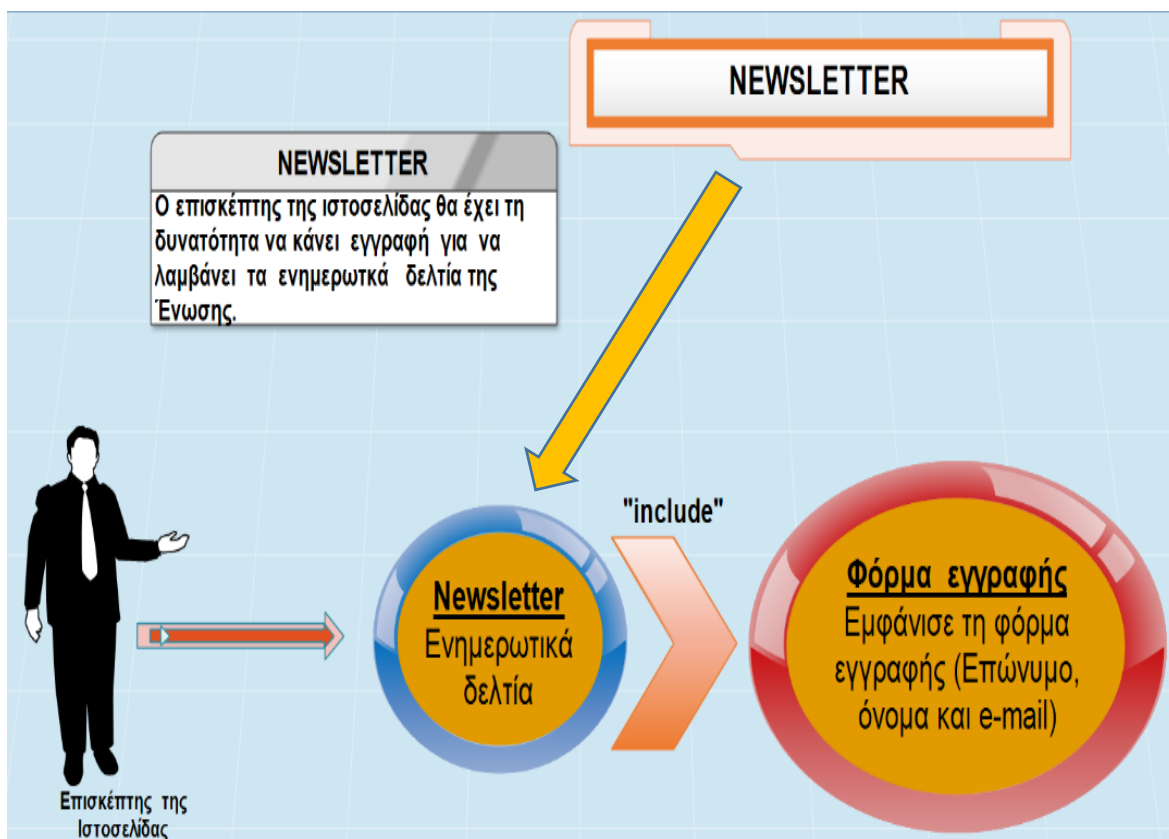 NEWSLETTER
NEWSLETTER
Ο επισκέπτης της ιστοσελίδας θα έχει τη
δυνατότητα να κάνει εγγραφή για να
λαμβάνει τα ενημερωτκά δελτία της
Ένωσης.
"include"
Newsletter
Ενημερωτικά
δελτία
Φόρμα εγγραφής
Εμφάνισε τη φόρμα
εγγραφής (Επώνυμο,
όνομα και e-mail)
Επισκέπτης της
Ιστοσελίδας